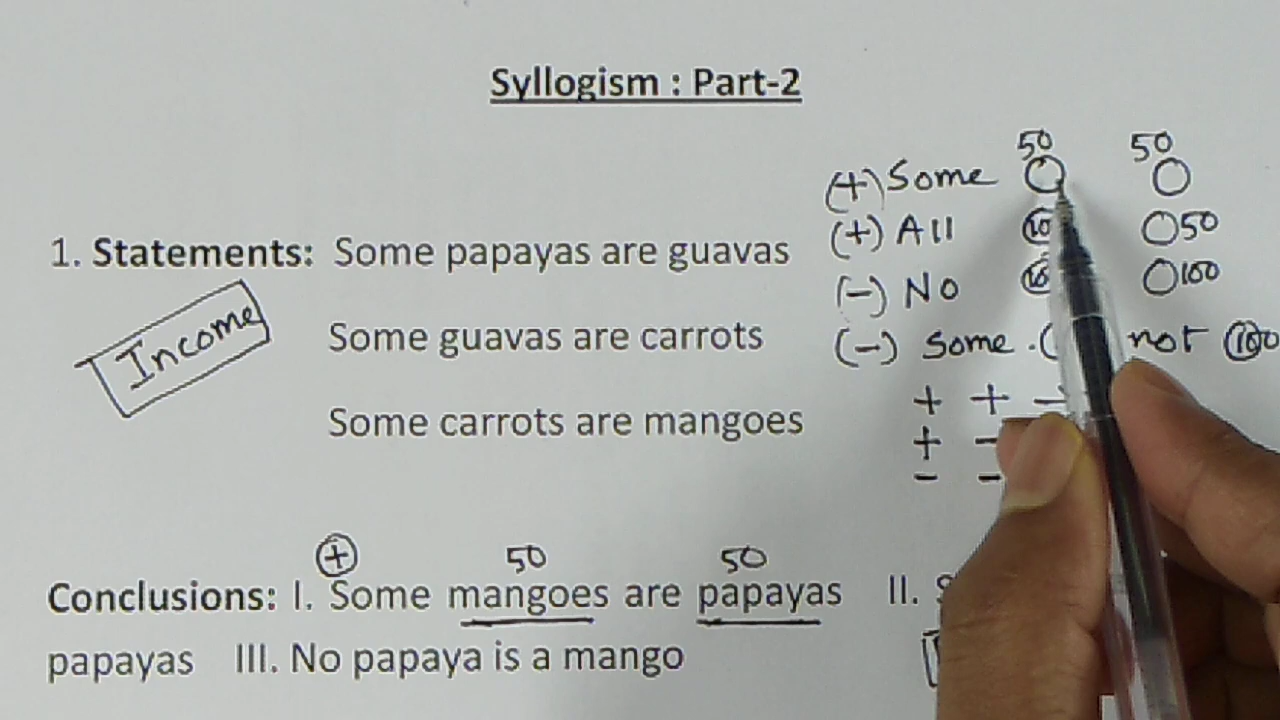 Syllogism : Part-2
50 50
(+) Some
(+) All 50
1. Statements: Some papayas are guavas
(-) No 100
Income
Some guavas are carrots
(-) Some not 100
+ + -
Some carrots are mangoes
+ -
- -
+ 50 50
Conclusions: I. Some mangoes are papayas II.
papayas III. No papaya is a mango